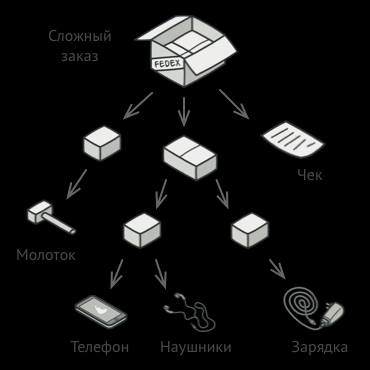 Сложный
заказ
FEDEX
Чек
Молоток
Телефон
Наушники
Зарядка